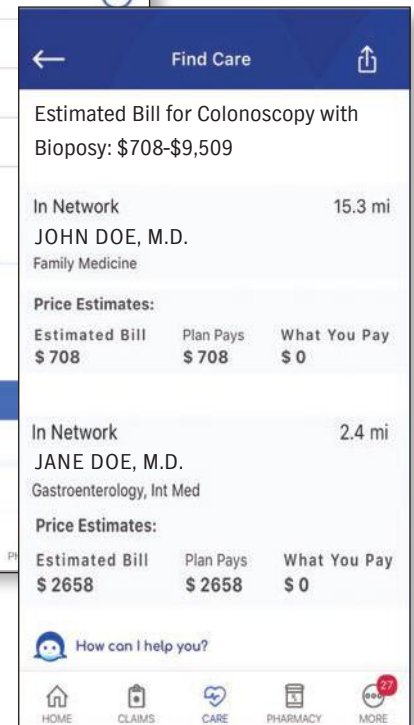 Find Care
Estimated Bill for Colonoscopy with
Bioposy: $708-$9,509
In Network 15.3 mi
JOHN DOE, M.D.
Family Medicine
Price Estimates:
Estimated Bill Plan Pays What You Pay
$ 708 $ 708 $ 0
In Network 2.4 mi
JANE DOE, M.D.
Gastroenterology, Int Med
Price Estimates:
Estimated Bill Plan Pays What You Pay
$ 2658 $ 2658 $ 0
How can I help you?
27
HOME CLAIMS CARE PHARMACY MORE
PH